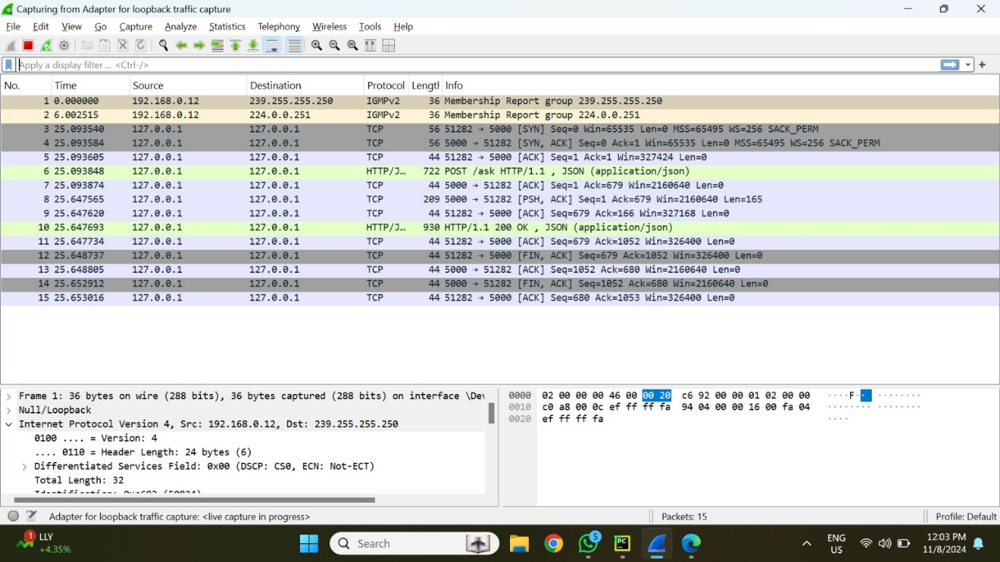 Capturing from Adapter for loopback traffic capture
File Edit View Go Capture Analyze Statistics Telephony Wireless Tools Help
Apply a display filter ... <Ctrl-/>
No. Time Source Destination Protocol Length Info
1 0.000000 192.168.0.12 239.255.255.250 IGMPv2 36 Membership Report group 239.255.255.250
2 6.002515 192.168.0.12 224.0.0.251 IGMPv2 36 Membership Report group 224.0.0.251
3 25.093540 127.0.0.1 127.0.0.1 TCP 56 51282 → 5000 [SYN] Seq=0 Win=65535 Len=0 MSS=65495 WS=256 SACK_PERM
4 25.093584 127.0.0.1 127.0.0.1 TCP 56 5000 → 51282 [SYN, ACK] Seq=0 Ack=1 Win=65535 Len=0 MSS=65495 WS=256 SACK_PERM
5 25.093605 127.0.0.1 127.0.0.1 TCP 44 51282 → 5000 [ACK] Seq=1 Ack=1 Win=327424 Len=0
6 25.093848 127.0.0.1 127.0.0.1 HTTP/J… 722 POST /ask HTTP/1.1 , JSON (application/json)
7 25.093874 127.0.0.1 127.0.0.1 TCP 44 5000 → 51282 [ACK] Seq=1 Ack=679 Win=2160640 Len=0
8 25.647565 127.0.0.1 127.0.0.1 TCP 209 5000 → 51282 [PSH, ACK] Seq=1 Ack=679 Win=2160640 Len=165
9 25.647620 127.0.0.1 127.0.0.1 TCP 44 51282 → 5000 [ACK] Seq=679 Ack=166 Win=327168 Len=0
10 25.647693 127.0.0.1 127.0.0.1 HTTP/J… 930 HTTP/1.1 200 OK , JSON (application/json)
11 25.647734 127.0.0.1 127.0.0.1 TCP 44 51282 → 5000 [ACK] Seq=679 Ack=1052 Win=326400 Len=0
12 25.648737 127.0.0.1 127.0.0.1 TCP 44 51282 → 5000 [FIN, ACK] Seq=679 Ack=1052 Win=326400 Len=0
13 25.648805 127.0.0.1 127.0.0.1 TCP 44 5000 → 51282 [ACK] Seq=1052 Ack=680 Win=2160640 Len=0
14 25.652912 127.0.0.1 127.0.0.1 TCP 44 5000 → 51282 [FIN, ACK] Seq=1052 Ack=680 Win=2160640 Len=0
15 25.653016 127.0.0.1 127.0.0.1 TCP 44 51282 → 5000 [ACK] Seq=680 Ack=1053 Win=326400 Len=0
Frame 1: 36 bytes on wire (288 bits), 36 bytes captured (288 bits) on interface \Dev
Null/Loopback
Internet Protocol Version 4, Src: 192.168.0.12, Dst: 239.255.255.250
0100 .... = Version: 4
.... 0110 = Header Length: 24 bytes (6)
Differentiated Services Field: 0x00 (DSCP: CS0, ECN: Not-ECT)
Total Length: 32
0000 02 00 00 00 46 00 00 20 c6 92 00 00 01 02 00 00 ····F·· ········
0010 c0 a8 00 0c ef ff ff fa 94 04 00 00 16 00 fa 04 ········ ········
0020 ef ff ff fa ····
Adapter for loopback traffic capture: <live capture in progress> Packets: 15 Profile: Default
1 LLY
+4.35%
Search
5
PC
ENG
US
12:03 PM
11/8/2024